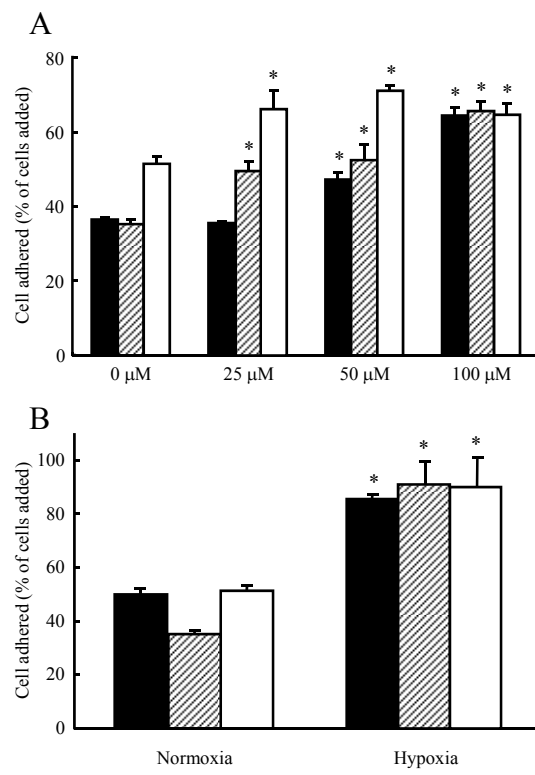 A
Cell adhered (% of cells added)
80
60
40
20
0
* * * * * * *
0 μM 25 μM 50 μM 100 μM
B
Cell adhered (% of cells added)
100
80
60
40
20
0
* * *
Normoxia Hypoxia